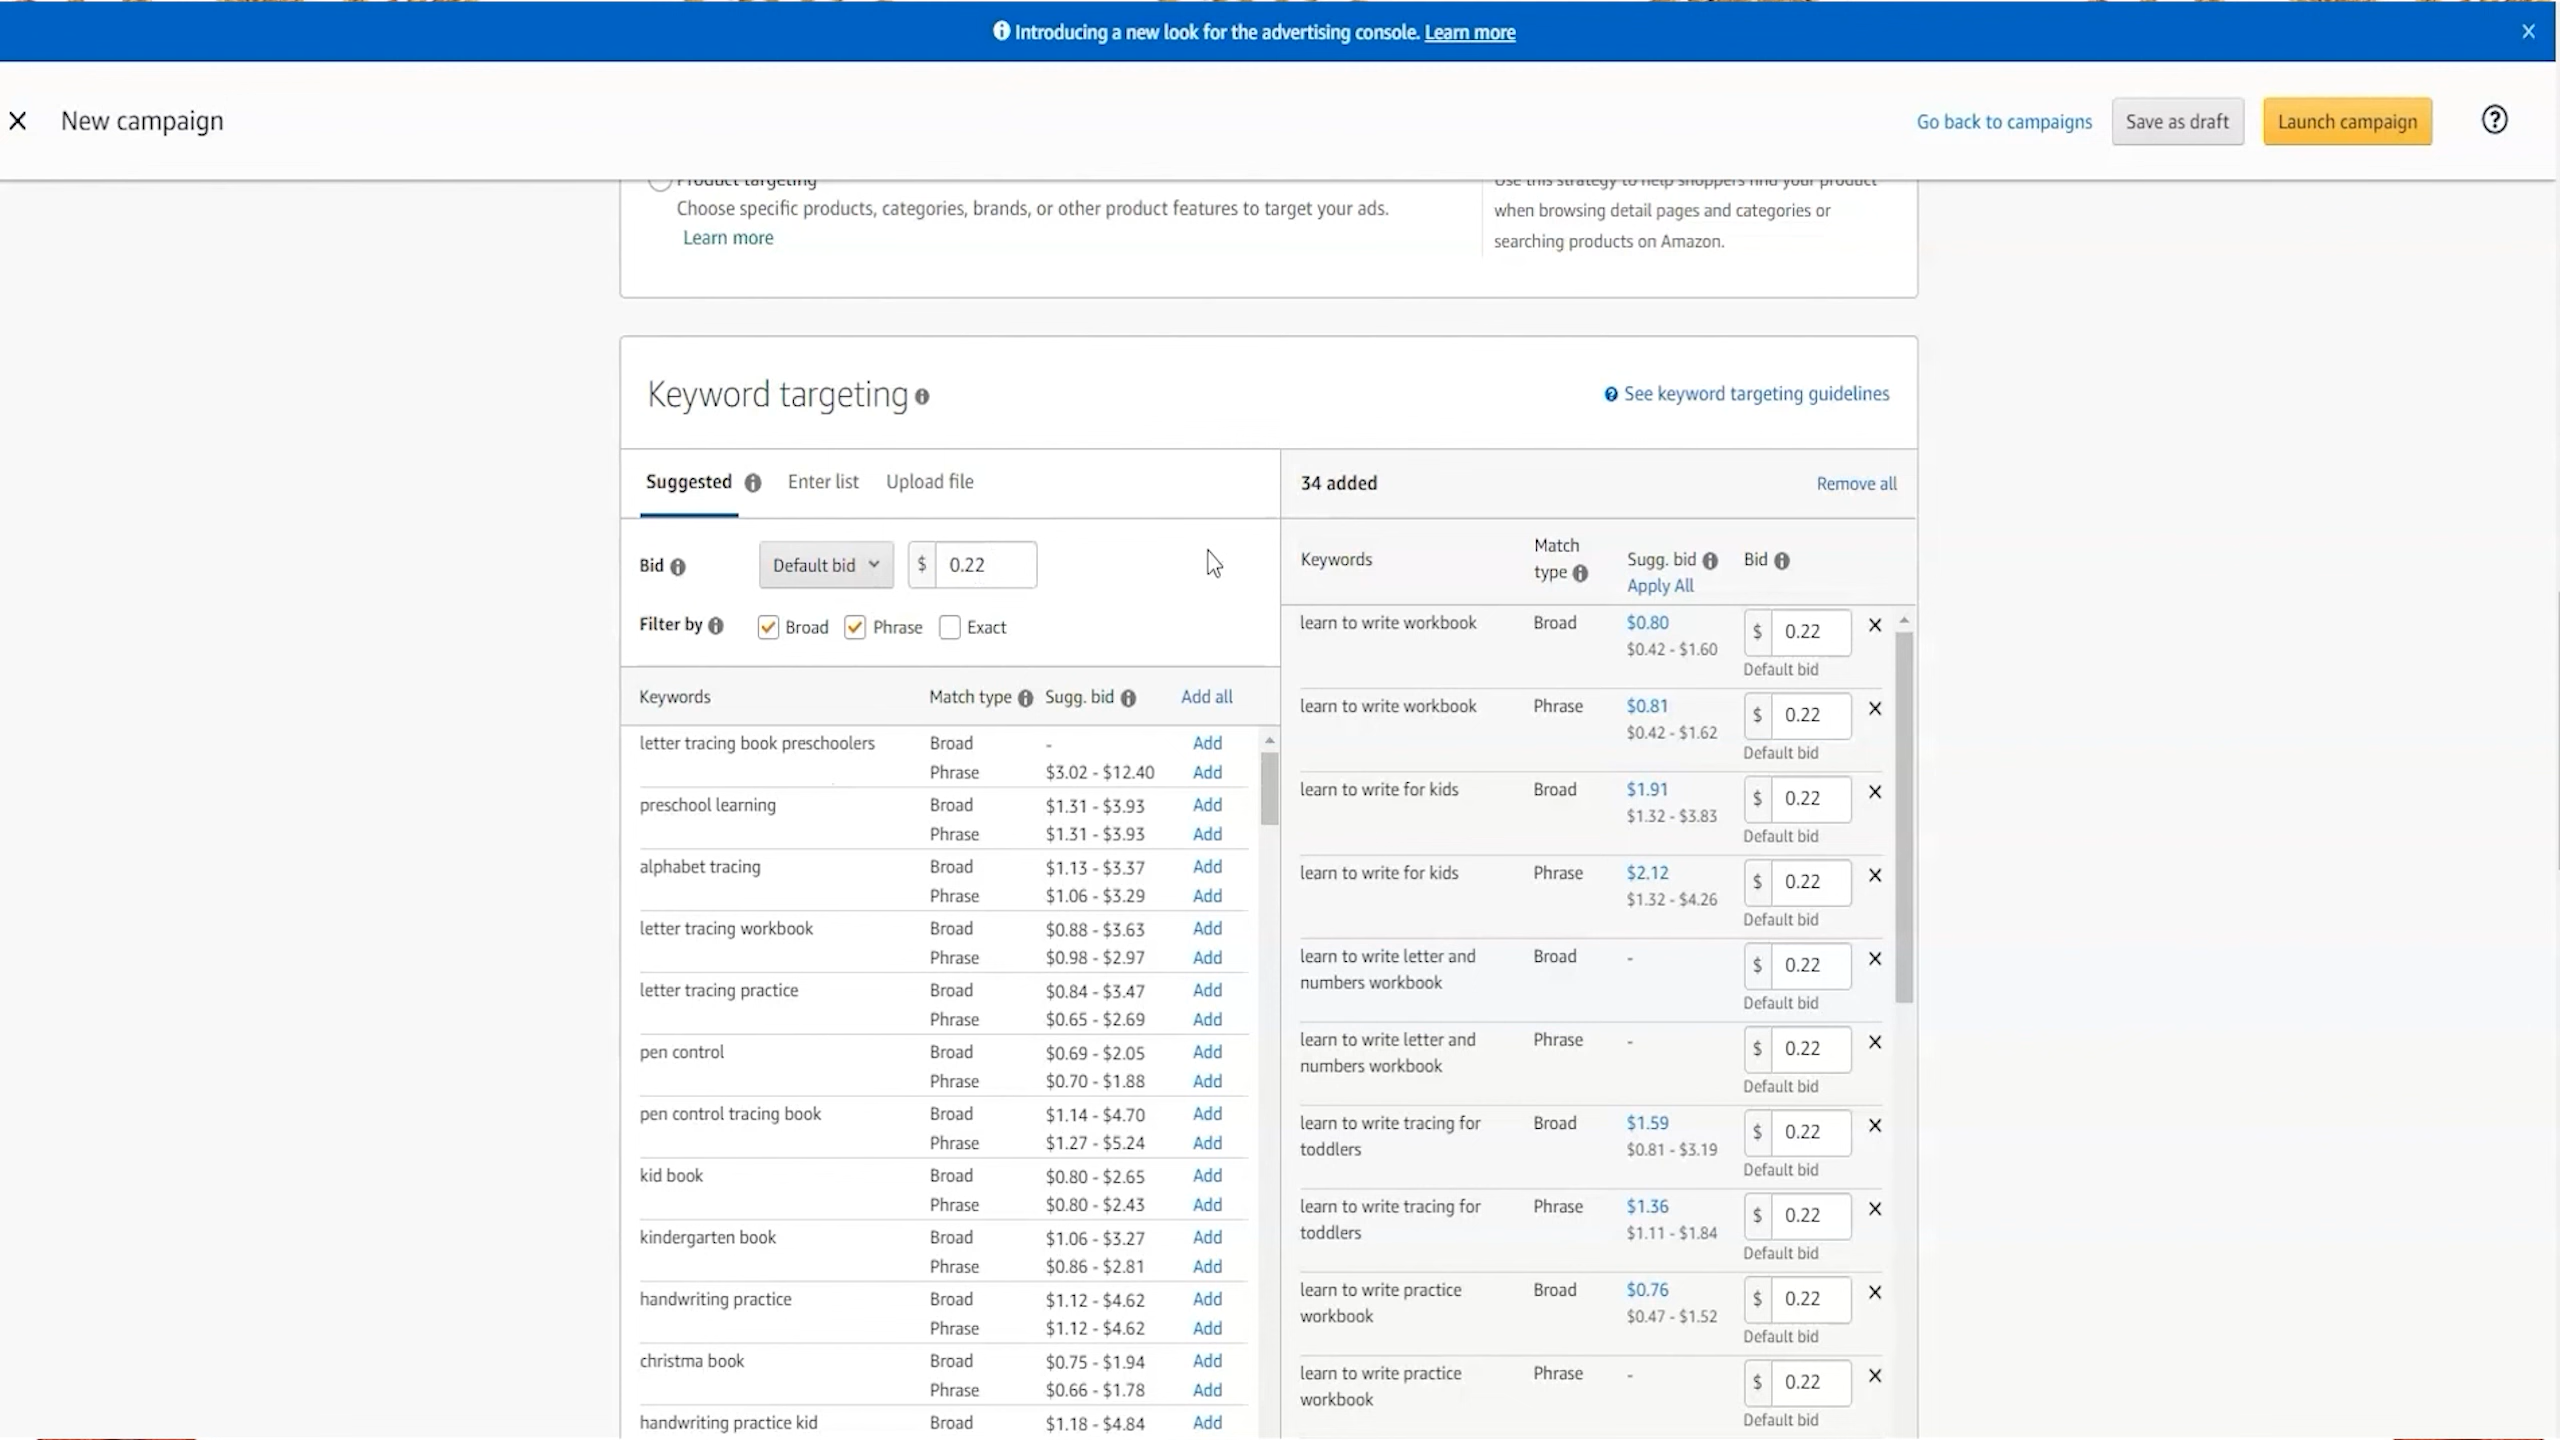 Introducing a new look for the advertising console. Learn more
New campaign
Go back to campaigns
Save as draft
Launch campaign
Product targeting
Choose specific products, categories, brands, or other product features to target your ads.
Learn more
Use this strategy to help shoppers find your product
when browsing detail pages and categories or
searching products on Amazon.
Keyword targeting
See keyword targeting guidelines
Suggested
Enter list
Upload file
Bid
Default bid
$ 0.22
Filter by
Broad
Phrase
Exact
Keywords Match type Sugg. bid Add all
letter tracing book preschoolers Broad - Add
Phrase $3.02 - $12.40 Add
preschool learning Broad $1.31 - $3.93 Add
Phrase $1.31 - $3.93 Add
alphabet tracing Broad $1.13 - $3.37 Add
Phrase $1.06 - $3.29 Add
letter tracing workbook Broad $0.88 - $3.63 Add
Phrase $0.98 - $2.97 Add
letter tracing practice Broad $0.84 - $3.47 Add
Phrase $0.65 - $2.69 Add
pen control Broad $0.69 - $2.05 Add
Phrase $0.70 - $1.88 Add
pen control tracing book Broad $1.14 - $4.70 Add
Phrase $1.27 - $5.24 Add
kid book Broad $0.80 - $2.65 Add
Phrase $0.80 - $2.43 Add
kindergarten book Broad $1.06 - $3.27 Add
Phrase $0.86 - $2.81 Add
handwriting practice Broad $1.12 - $4.62 Add
Phrase $1.12 - $4.62 Add
christma book Broad $0.75 - $1.94 Add
Phrase $0.66 - $1.78 Add
handwriting practice kid Broad $1.18 - $4.84 Add
34 added
Remove all
Keywords
Match
type
Sugg. bid
Apply All
Bid
learn to write workbook Broad $0.80 $ 0.22
$0.42 - $1.60
Default bid
learn to write workbook Phrase $0.81 $ 0.22
$0.42 - $1.62
Default bid
learn to write for kids Broad $1.91 $ 0.22
$1.32 - $3.83
Default bid
learn to write for kids Phrase $2.12 $ 0.22
$1.32 - $4.26
Default bid
learn to write letter and Broad - $ 0.22
numbers workbook
Default bid
learn to write letter and Phrase - $ 0.22
numbers workbook
Default bid
learn to write tracing for Broad $1.59 $ 0.22
toddlers $0.81 - $3.19
Default bid
learn to write tracing for Phrase $1.36 $ 0.22
toddlers $1.11 - $1.84
Default bid
learn to write practice Broad $0.76 $ 0.22
workbook $0.47 - $1.52
Default bid
learn to write practice Phrase - $ 0.22
workbook
Default bid